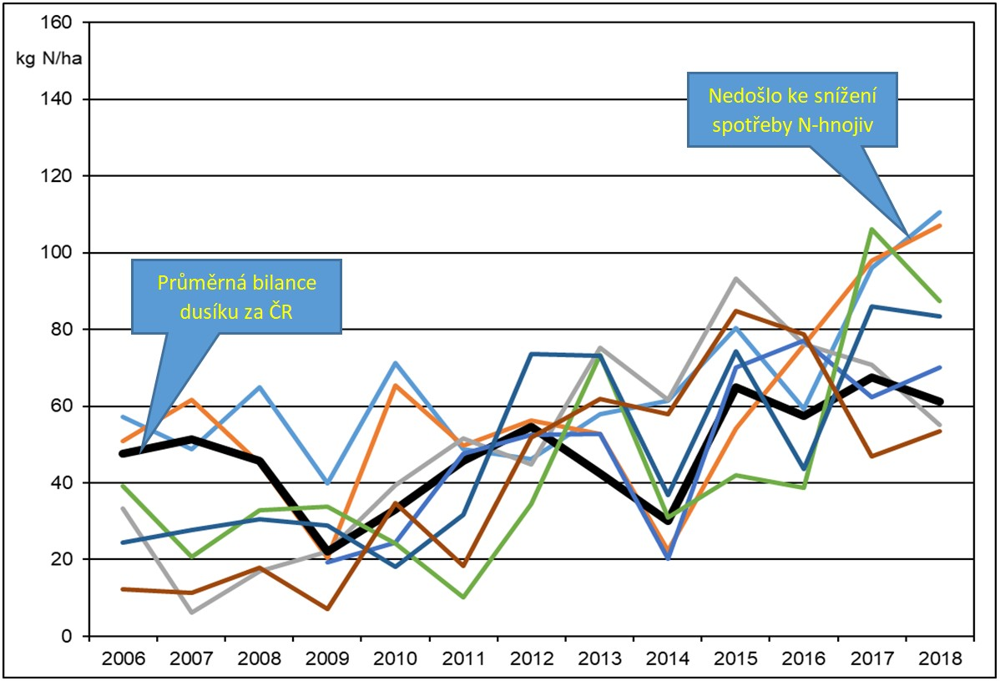 160
kg N/ha
140
120
100
80
60
40
20
0
Nedošlo ke snížení
spotřeby N-hnojiv
Průměrná bilance
dusíku za ČR
2006 2007 2008 2009 2010 2011 2012 2013 2014 2015 2016 2017 2018